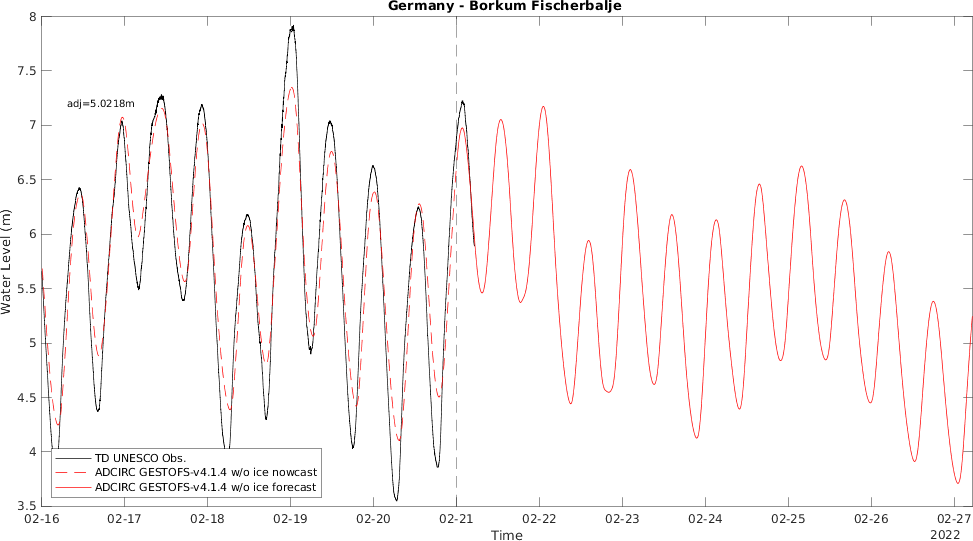 Germany - Borkum Fischerbalje
8
7.5
adj=5.0218m
7
6.5
6
Water Level (m)
5.5
5
4.5
4
3.5
TD UNESCO Obs.
ADCIRC GESTOFS-v4.1.4 w/o ice nowcast
ADCIRC GESTOFS-v4.1.4 w/o ice forecast
02-16 02-17 02-18 02-19 02-20 02-21 02-22 02-23 02-24 02-25 02-26 02-27
Time
2022